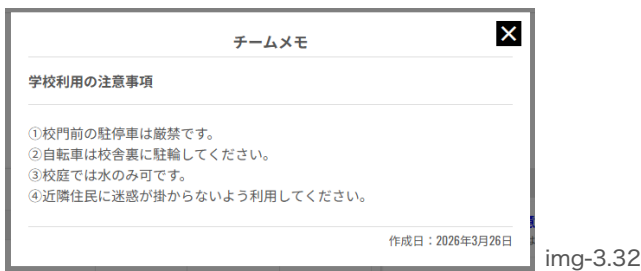 チームメモ
学校利用の注意事項
①校門前の駐停車は厳禁です。
②自転車は校舎裏に駐輪してください。
③校庭では水のみ可です。
④近隣住民に迷惑が掛からないよう利用してください。
作成日：2026年3月26日
img-3.32